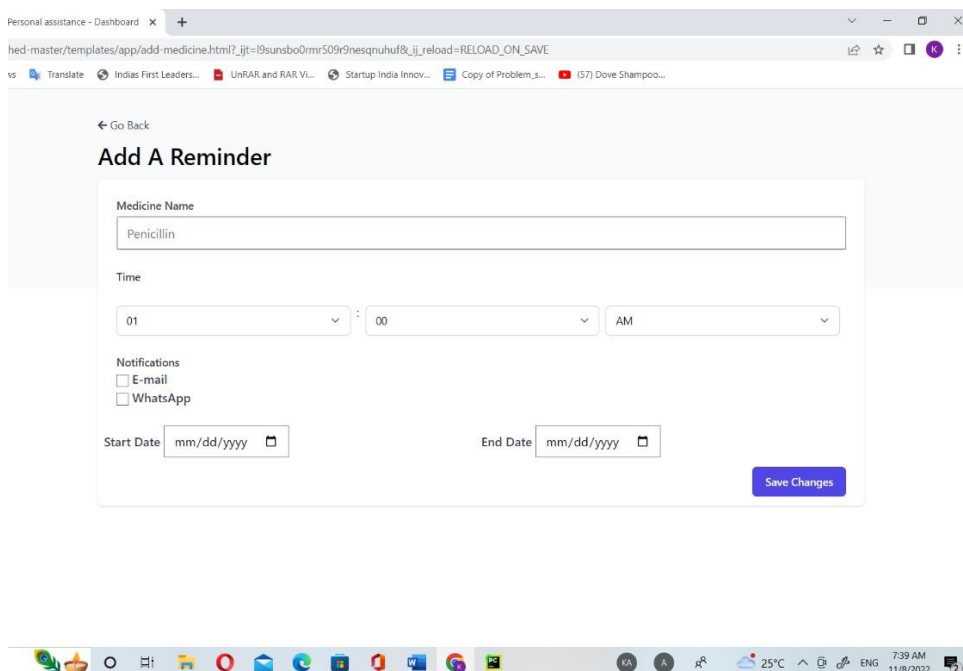 Personal assistance - Dashboard
hed-master/templates/app/add-medicine.html?_ijt=l9sunsbo0rmr509r9nesqnuhuf&_ij_reload=RELOAD_ON_SAVE K
ws Translate Indias First Leaders... UnRAR and RAR Vi... Startup India Innov... Copy of Problem_s... (57) Dove Shampoo...
Go Back
Add A Reminder
Medicine Name
Penicillin
Time
01 : 00 AM
Notifications
E-mail
WhatsApp
Start Date mm/dd/yyyy End Date mm/dd/yyyy
Save Changes
KA A 25°C ENG 7:39 AM
11/8/2022 2